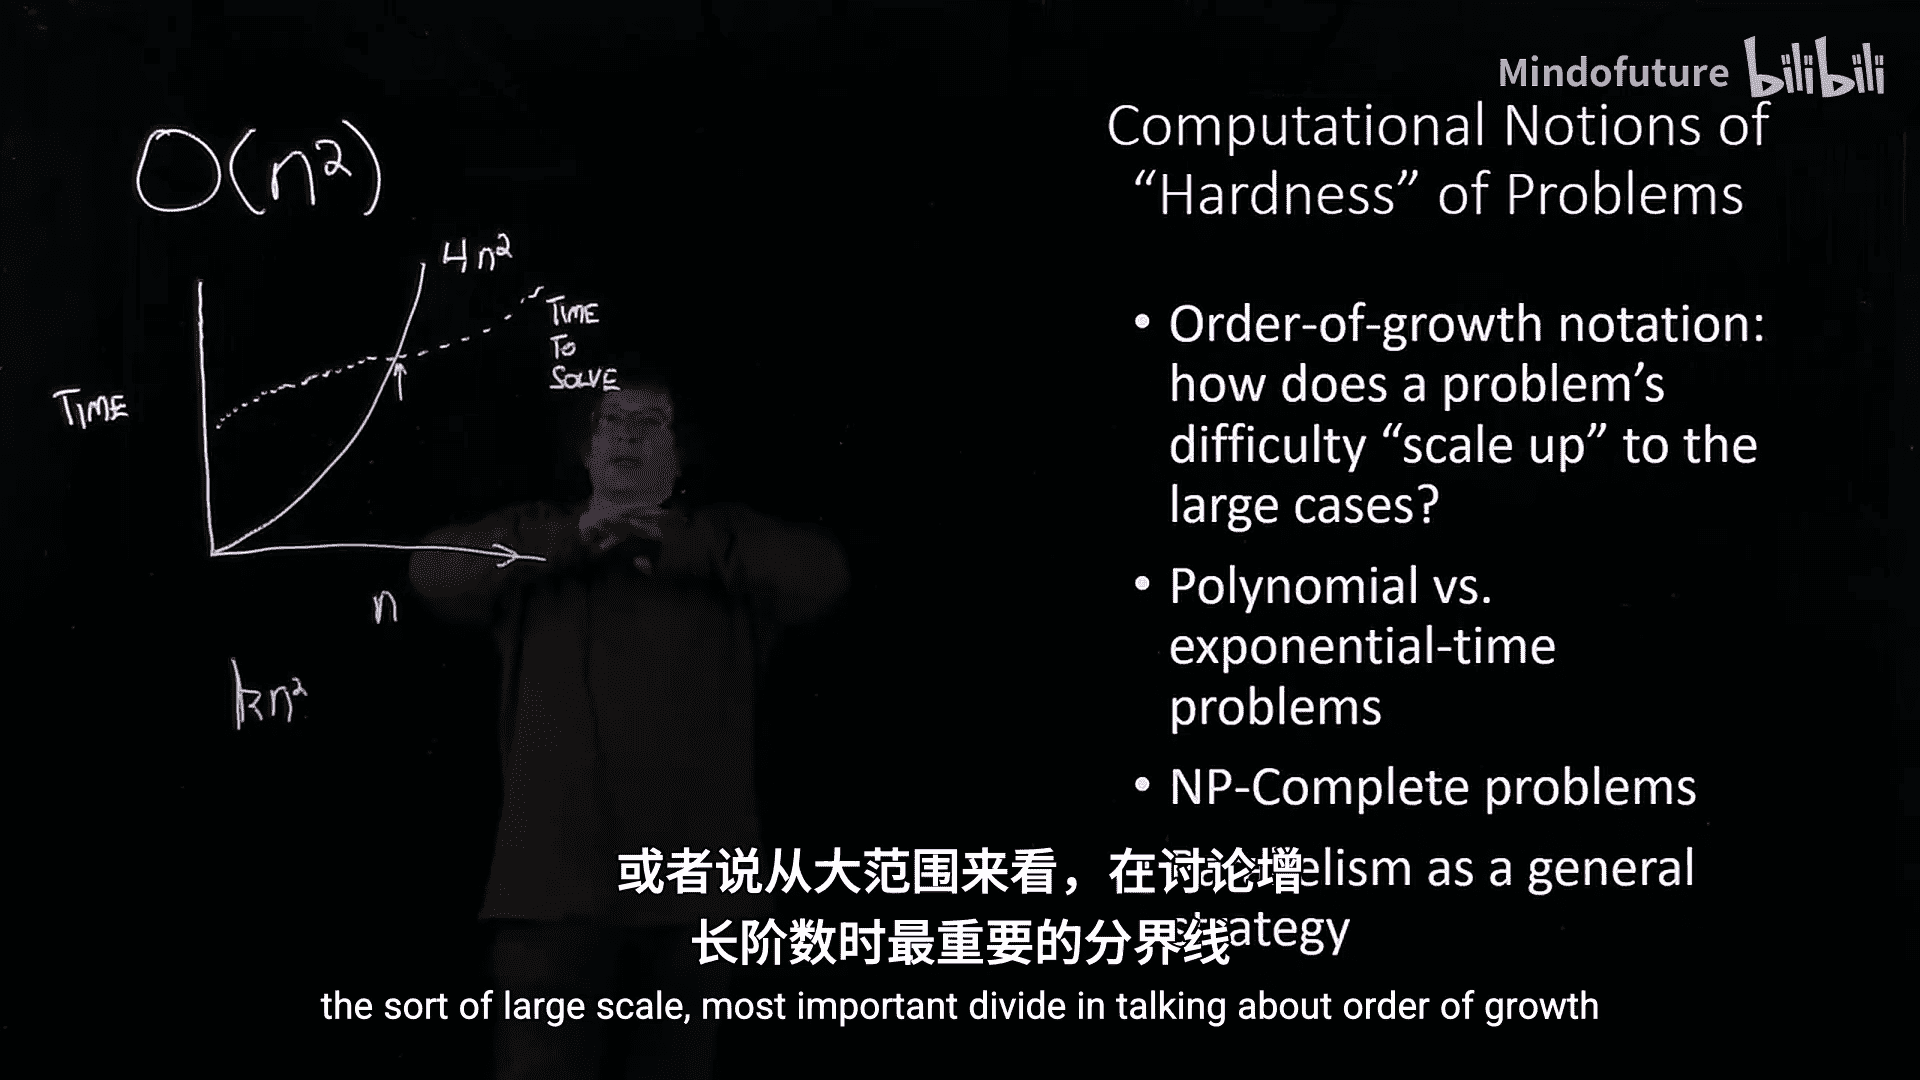 Mindofuture bilibili
Computational Notions of
“Hardness” of Problems
O(n²)
4n²
TIME
TO
SOLVE
TIME
n
kn²
• Order-of-growth notation:
how does a problem’s
difficulty “scale up” to the
large cases?
• Polynomial vs.
exponential-time
problems
• NP-Complete problems
as a general
或者说从大范围来看，在讨论增
长阶数时最重要的分界线
the sort of large scale, most important divide in talking about order of growth